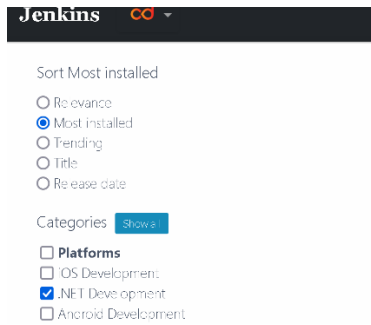 Jenkins cd
Sort Most installed
Relevance
Most installed
Trending
Title
Release date
Categories Show all
Platforms
iOS Development
.NET Development
Android Development